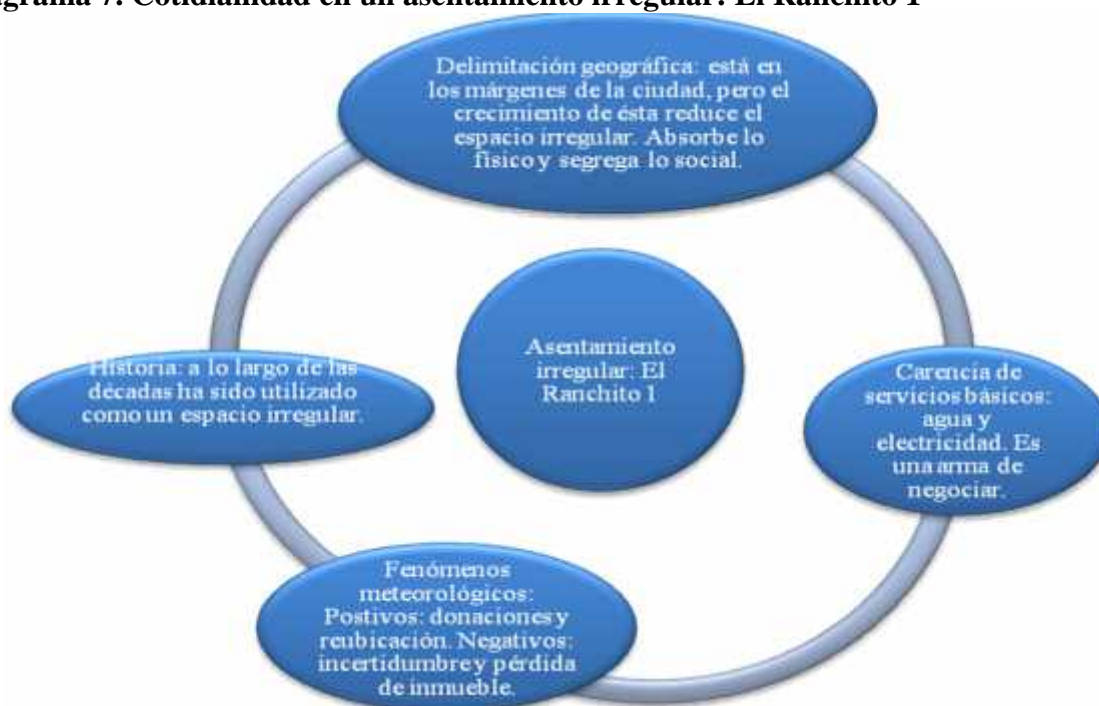 grama 7. Cotidianidad en un asentamiento irregular: El Ranchito 1
Delimitación geográfica: está en
los márgenes de la ciudad, pero el
crecimiento de ésta reduce el
espacio irregular. Absorbe lo
físico y segrega lo social.
Asentamiento
irregular: El
Ranchito 1
Historia: a lo largo de las
décadas ha sido utilizado
como un espacio irregular.
Carencia de
servicios básicos:
agua y
electricidad. Es
una arma de
negociar.
Fenómenos
meteorológicos:
Postivos: donaciones y
reubicación. Negativos:
incertidumbre y pérdida
de inmueble.